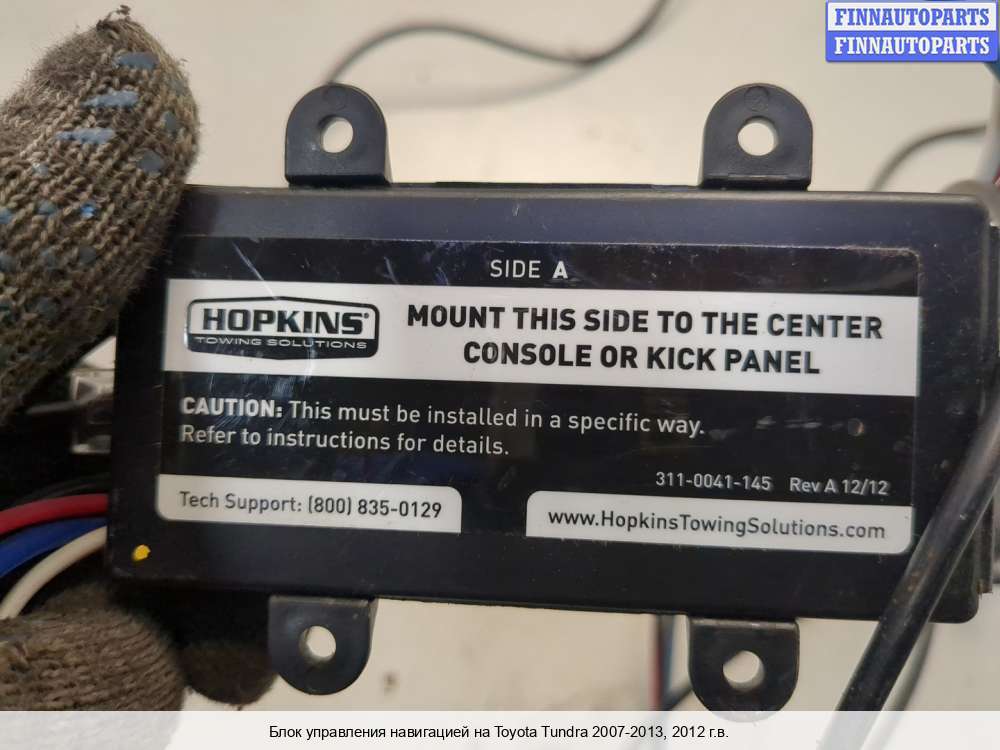 FINNAUTOPARTS
FINNAUTOPARTS
SIDE A
HOPKINS®
TOWING SOLUTIONS
MOUNT THIS SIDE TO THE CENTER
CONSOLE OR KICK PANEL
CAUTION: This must be installed in a specific way.
Refer to instructions for details.
311-0041-145 Rev A 12/12
Tech Support: (800) 835-0129
www.HopkinsTowingSolutions.com
Блок управления навигацией на Toyota Tundra 2007-2013, 2012 г.в.